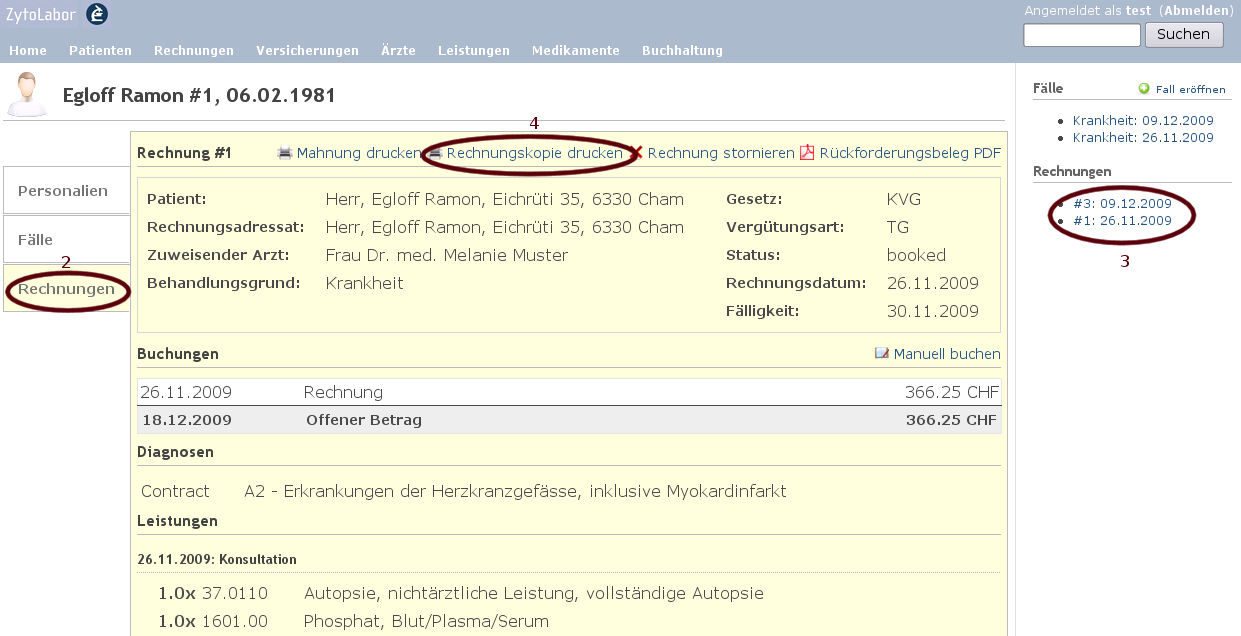 ZytoLabor
Angemeldet als test (Abmelden)
Suchen
Home Patienten Rechnungen Versicherungen Ärzte Leistungen Medikamente Buchhaltung
Egloff Ramon #1, 06.02.1981
Personalien
Fälle
2
Rechnungen
4
Rechnung #1 Mahnung drucken Rechnungskopie drucken Rechnung stornieren Rückforderungsbeleg PDF
Patient: Herr, Egloff Ramon, Eichrüti 35, 6330 Cham Gesetz: KVG
Rechnungsadressat: Herr, Egloff Ramon, Eichrüti 35, 6330 Cham Vergütungsart: TG
Zuweisender Arzt: Frau Dr. med. Melanie Muster Status: booked
Behandlungsgrund: Krankheit Rechnungsdatum: 26.11.2009
Fälligkeit: 30.11.2009
Buchungen Manuell buchen
26.11.2009 Rechnung 366.25 CHF
18.12.2009 Offener Betrag 366.25 CHF
Diagnosen
Contract A2 - Erkrankungen der Herzkranzgefässe, inklusive Myokardinfarkt
Leistungen
26.11.2009: Konsultation
1.0x 37.0110 Autopsie, nichtärztliche Leistung, vollständige Autopsie
1.0x 1601.00 Phosphat, Blut/Plasma/Serum
Fälle Fall eröffnen
Krankheit: 09.12.2009
Krankheit: 26.11.2009
Rechnungen
#3: 09.12.2009
#1: 26.11.2009
3